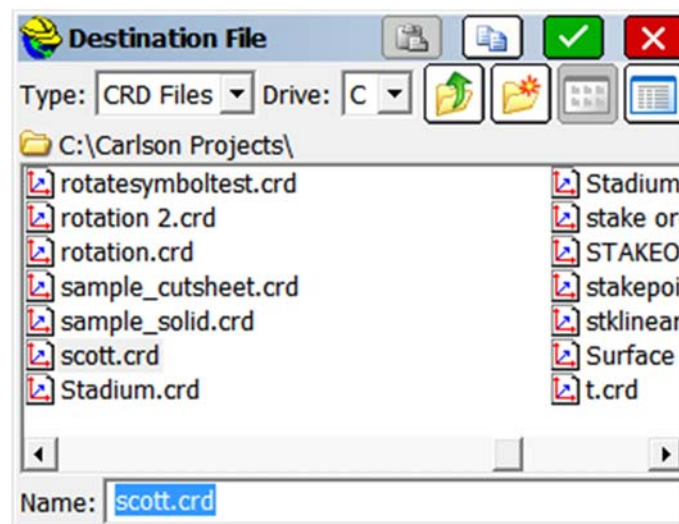 Destination File
Type: CRD Files Drive: C
C:\Carlson Projects\
rotatesymboltest.crd
rotation 2.crd
rotation.crd
sample_cutsheet.crd
sample_solid.crd
scott.crd
Stadium.crd
Stadium
stake or
STAKEO
stakepoi
stklinear
Surface
t.crd
Name: scott.crd